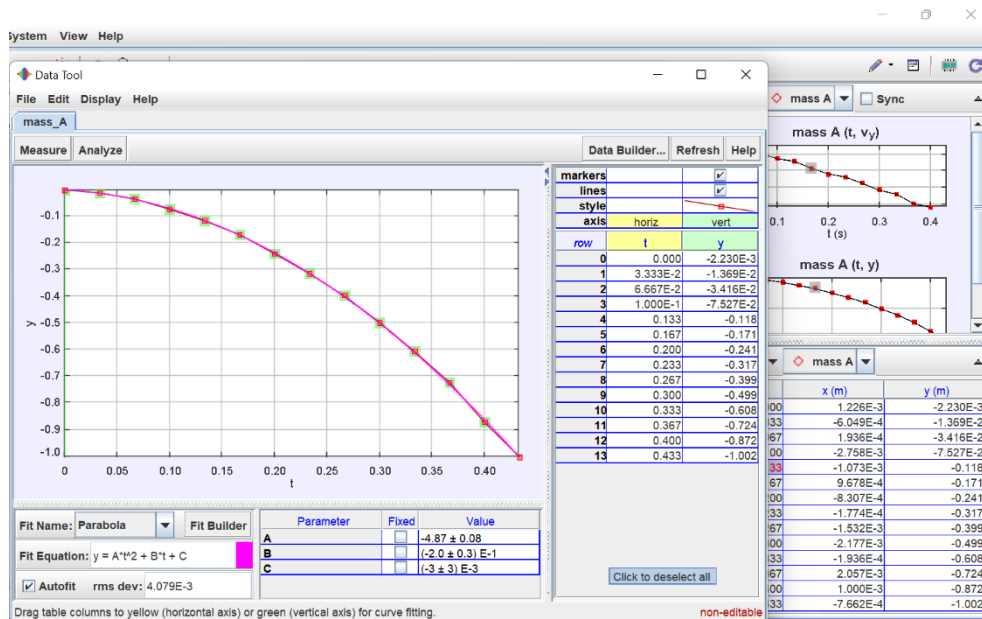 System View Help
Data Tool
File Edit Display Help
mass_A
Measure Analyze Data Builder... Refresh Help
-0.1
-0.2
-0.3
-0.4
-0.5
-0.6
-0.7
-0.8
-0.9
-1.0
y
0 0.05 0.10 0.15 0.20 0.25 0.30 0.35 0.40
t
markers
lines
style
axis horiz vert
row t y
0 0.000 -2.230E-3
1 3.333E-2 -1.369E-2
2 6.667E-2 -3.416E-2
3 1.000E-1 -7.527E-2
4 0.133 -0.118
5 0.167 -0.171
6 0.200 -0.241
7 0.233 -0.317
8 0.267 -0.399
9 0.300 -0.499
10 0.333 -0.608
11 0.367 -0.724
12 0.400 -0.872
13 0.433 -1.002
Click to deselect all
Fit Name: Parabola Fit Builder
Fit Equation: y = A*t^2 + B*t + C
Autofit rms dev: 4.079E-3
Parameter Fixed Value
A -4.87 ± 0.08
B (-2.0 ± 0.3) E-1
C (-3 ± 3) E-3
Drag table columns to yellow (horizontal axis) or green (vertical axis) for curve fitting. non-editable
mass A Sync
mass A (t, vy)
0.1 0.2 0.3 0.4
t (s)
mass A (t, y)
mass A
x (m) y (m)
00 1.226E-3 -2.230E-3
33 -6.049E-4 -1.369E-2
67 1.936E-4 -3.416E-2
00 -2.758E-3 -7.527E-2
33 -1.073E-3 -0.118
67 9.678E-4 -0.171
00 -8.307E-4 -0.241
33 -1.774E-4 -0.317
67 -1.532E-3 -0.399
00 -2.177E-3 -0.499
33 -1.936E-4 -0.608
67 2.057E-3 -0.724
00 1.000E-3 -0.872
33 -7.662E-4 -1.002